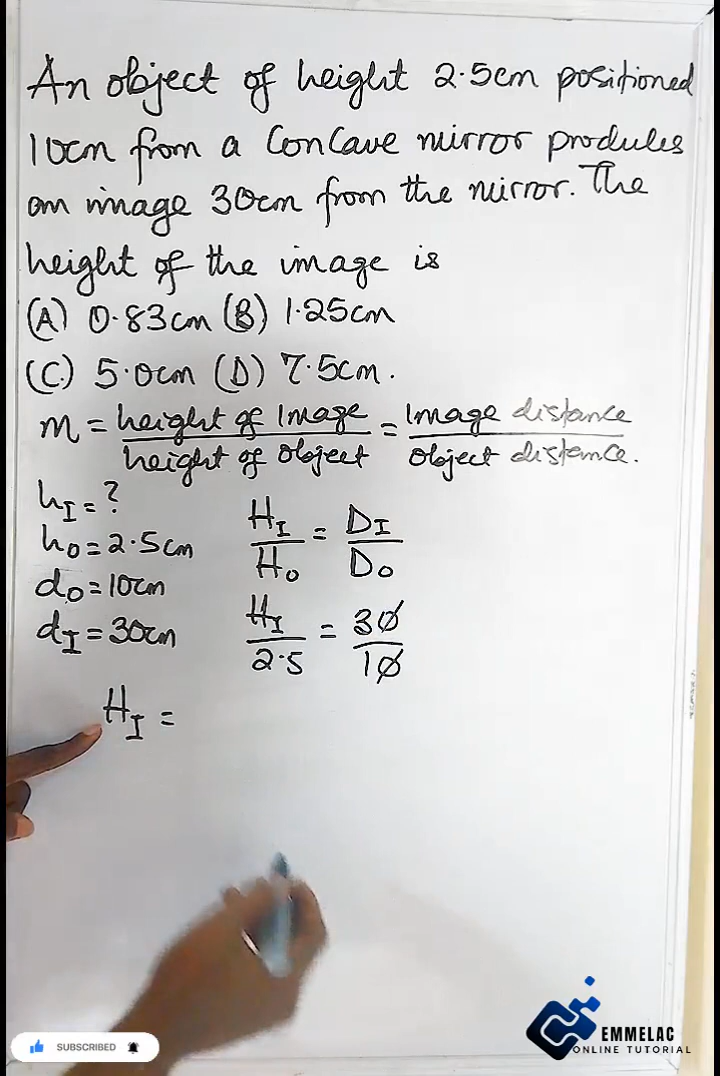 An object of height 2.5cm positioned
10cm from a Concave mirror produles
an image 30cm from the mirror. The
height of the image is
(A) 0.83cm (B) 1.25cm
(C) 5.0cm (D) 7.5cm.
m = height of Image / height of object = Image distance / object distance.
hI = ?
ho = 2.5cm
do = 10cm
dI = 30cm
HI / Ho = DI / Do
HI / 2.5 = 30 / 10
HI =
SUBSCRIBED
EMMELAC
ONLINE TUTORIAL